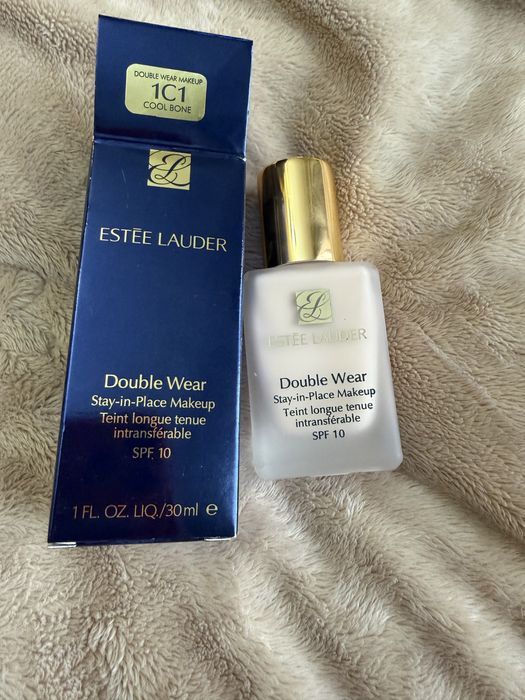 DOUBLE WEAR MAKEUP
1C1
COOL BONE
ESTĒE LAUDER
Double Wear
Stay-in-Place Makeup
Teint longue tenue
intransférable
SPF 10
1 FL. OZ. LIQ./30ml ℮
ESTĒE LAUDER
Double Wear
Stay-in-Place Makeup
Teint longue tenue
intransférable
SPF 10